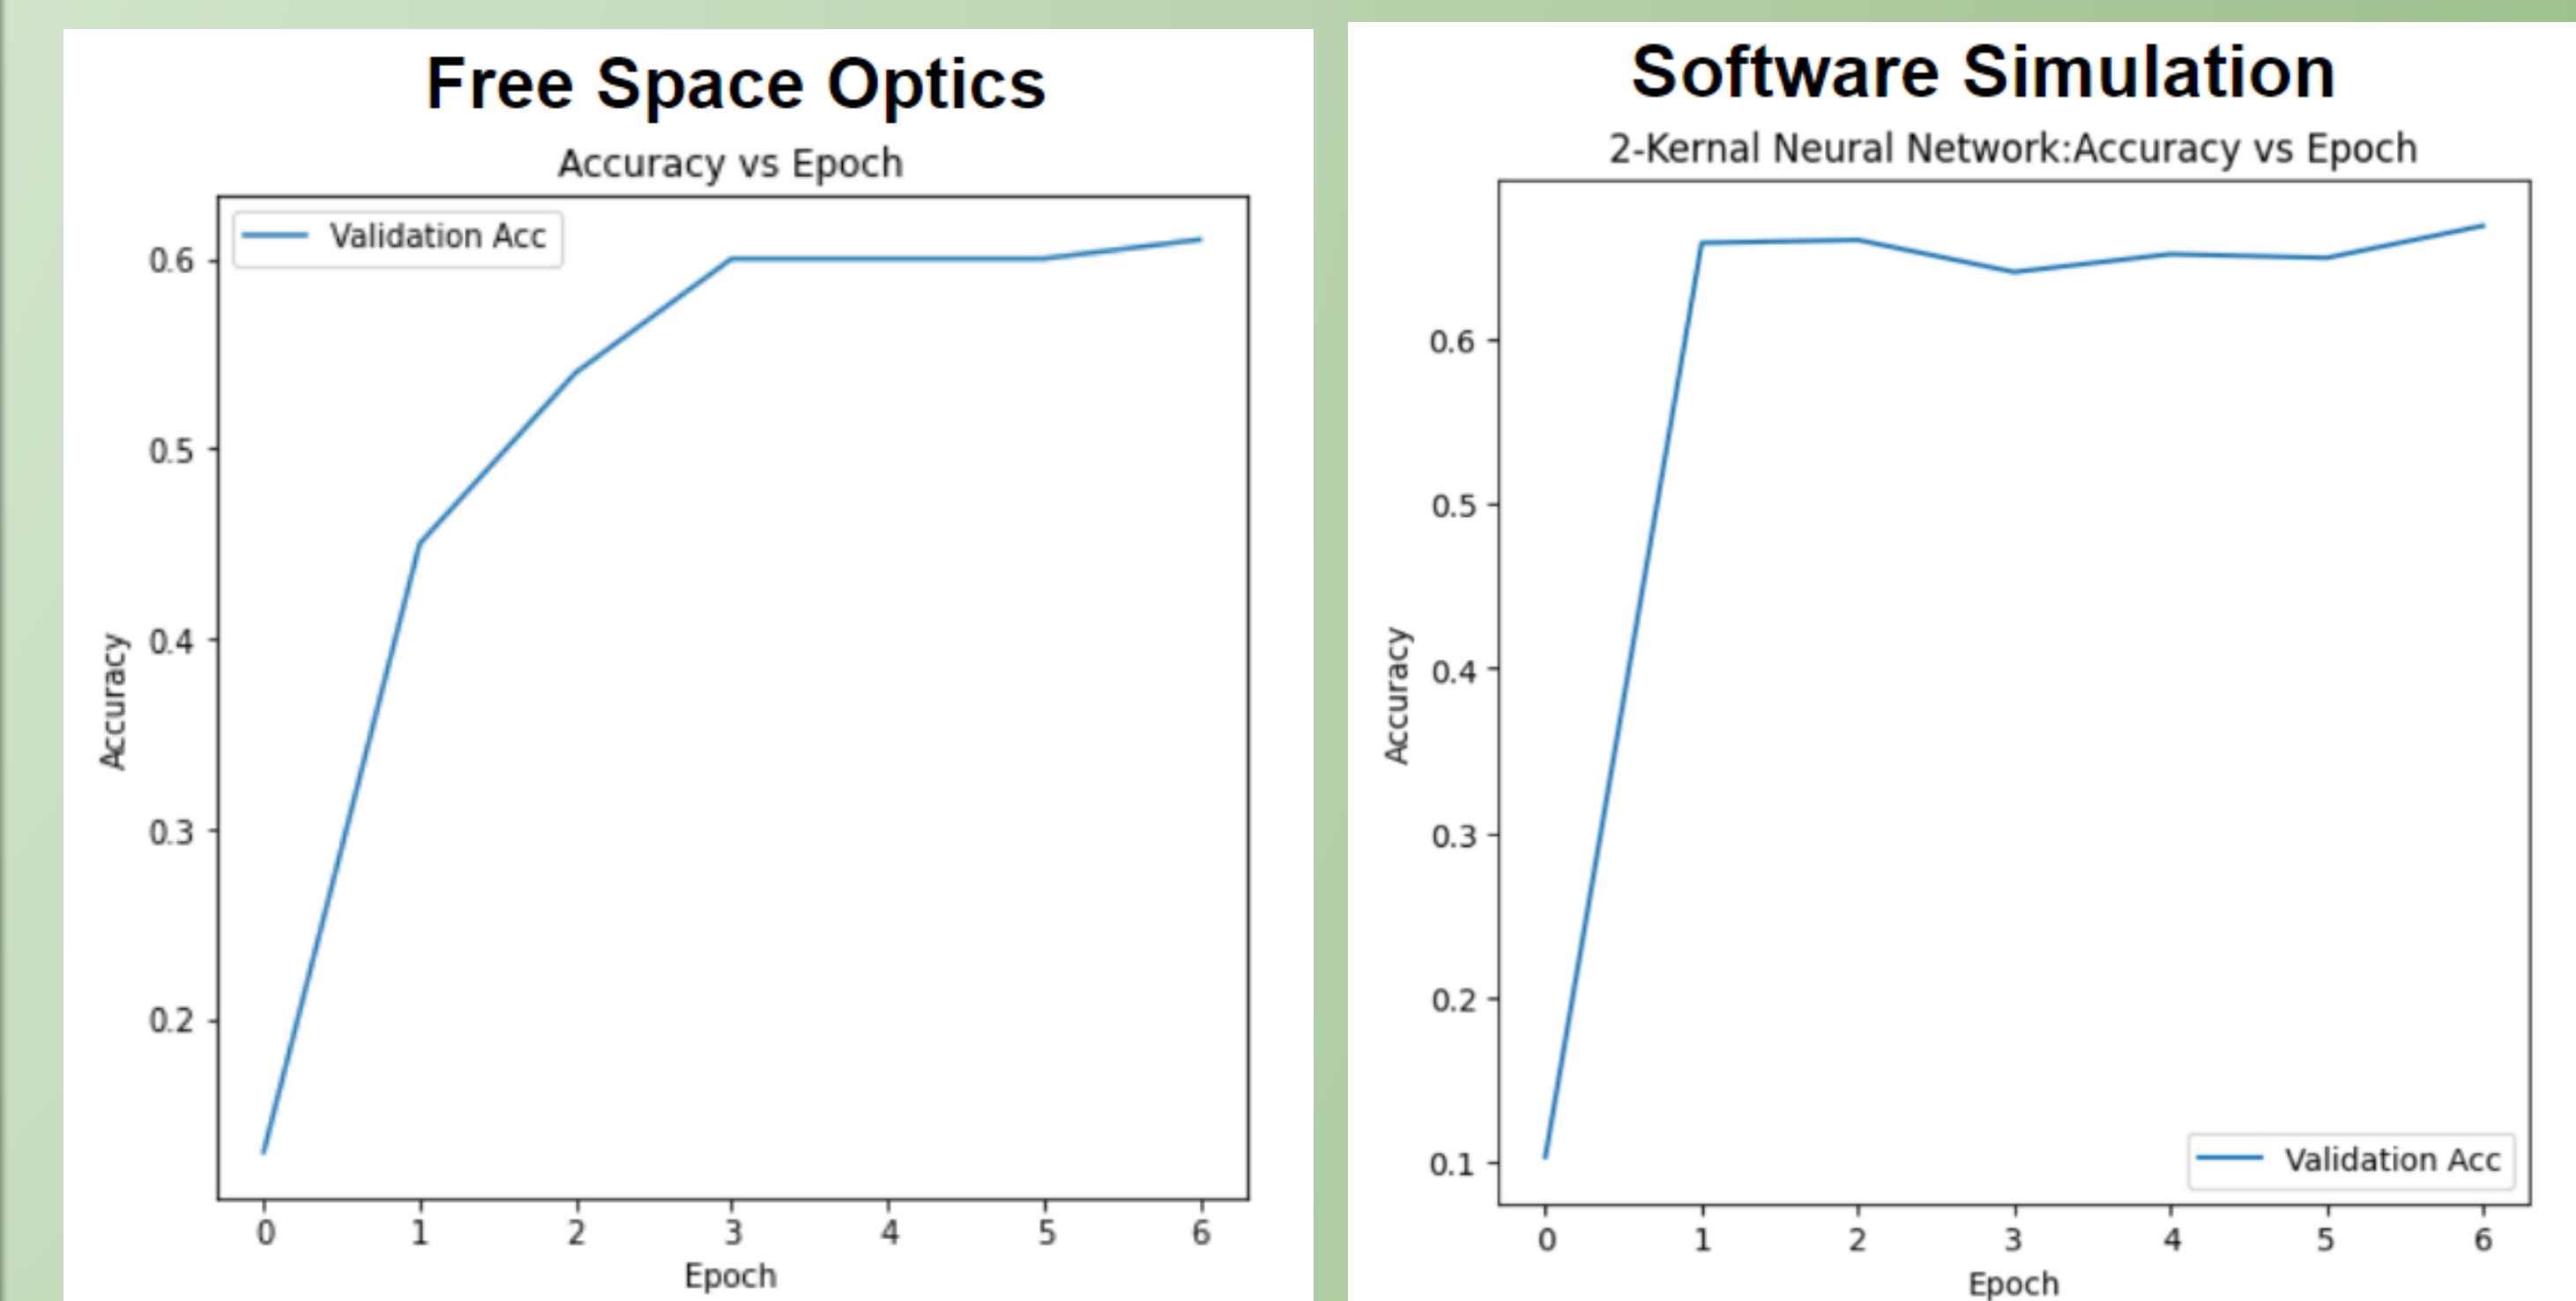 Free Space Optics
Accuracy vs Epoch
Validation Acc
0.6
0.5
0.4
0.3
0.2
Accuracy
0 1 2 3 4 5 6
Epoch
Software Simulation
2-Kernal Neural Network:Accuracy vs Epoch
0.6
0.5
0.4
0.3
0.2
0.1
Accuracy
Validation Acc
0 1 2 3 4 5 6
Epoch